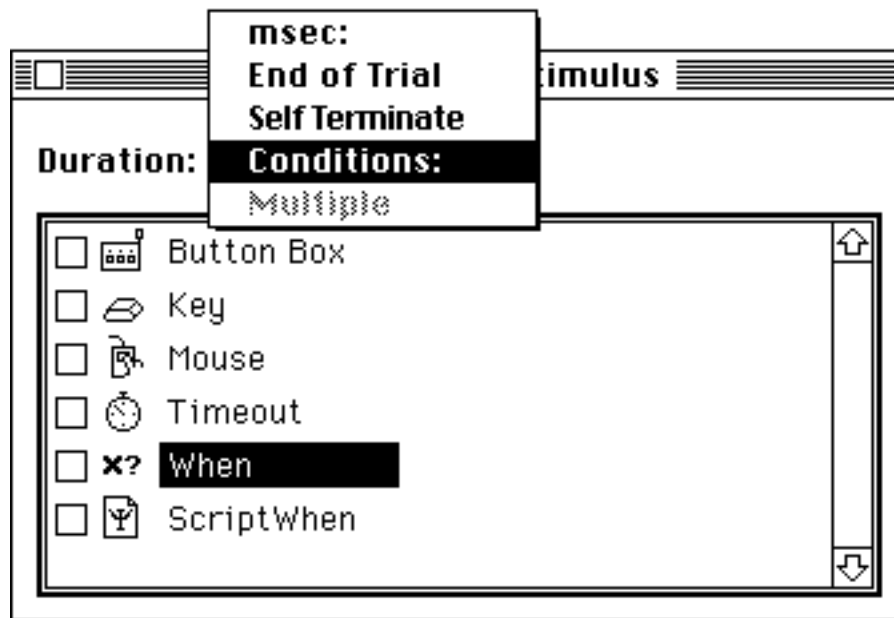 msec:
End of Trial
timulus
Self Terminate
Duration:
Conditions:
Multiple
Button Box
Key
Mouse
Timeout
×? When
Ψ ScriptWhen